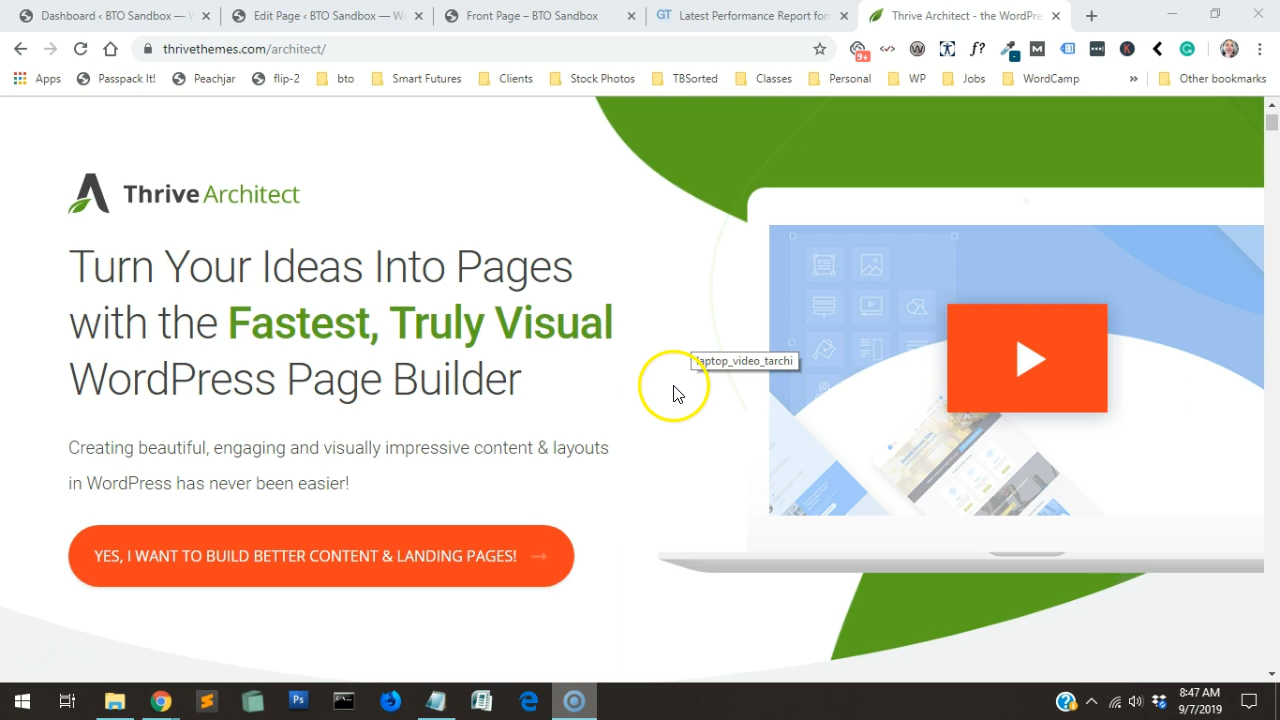 Dashboard ‹ BTO Sandbox — W
Edit Page ‹ BTO Sandbox — Wo
Front Page – BTO Sandbox
GT Latest Performance Report for:
Thrive Architect - the WordPre
thrivethemes.com/architect/
9+
f?
M
K
Apps
Passpack It!
Peachjar
flip-2
bto
Smart Futures
Clients
Stock Photos
TBSorted
Classes
Personal
WP
Jobs
WordCamp
»
Other bookmarks
Thrive Architect
Turn Your Ideas Into Pages
with the Fastest, Truly Visual
WordPress Page Builder
laptop_video_tarchi
Creating beautiful, engaging and visually impressive content & layouts
in WordPress has never been easier!
YES, I WANT TO BUILD BETTER CONTENT & LANDING PAGES! →
Ps
8:47 AM
9/7/2019